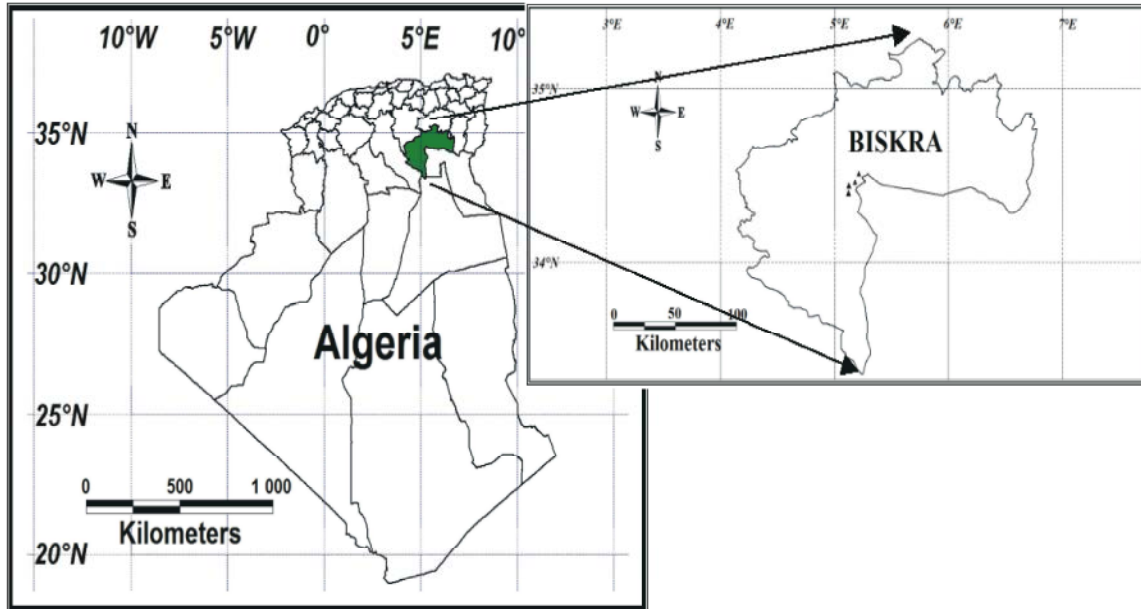 10°W 5°W 0° 5°E 10°
35°N
30°N
25°N
20°N
N
W E
S
Algeria
0 500 1 000
Kilometers
3°E 4°E 5°E 6°E 7°E
35°N
34°N
N
W E
S
BISKRA
0 50 100
Kilometers